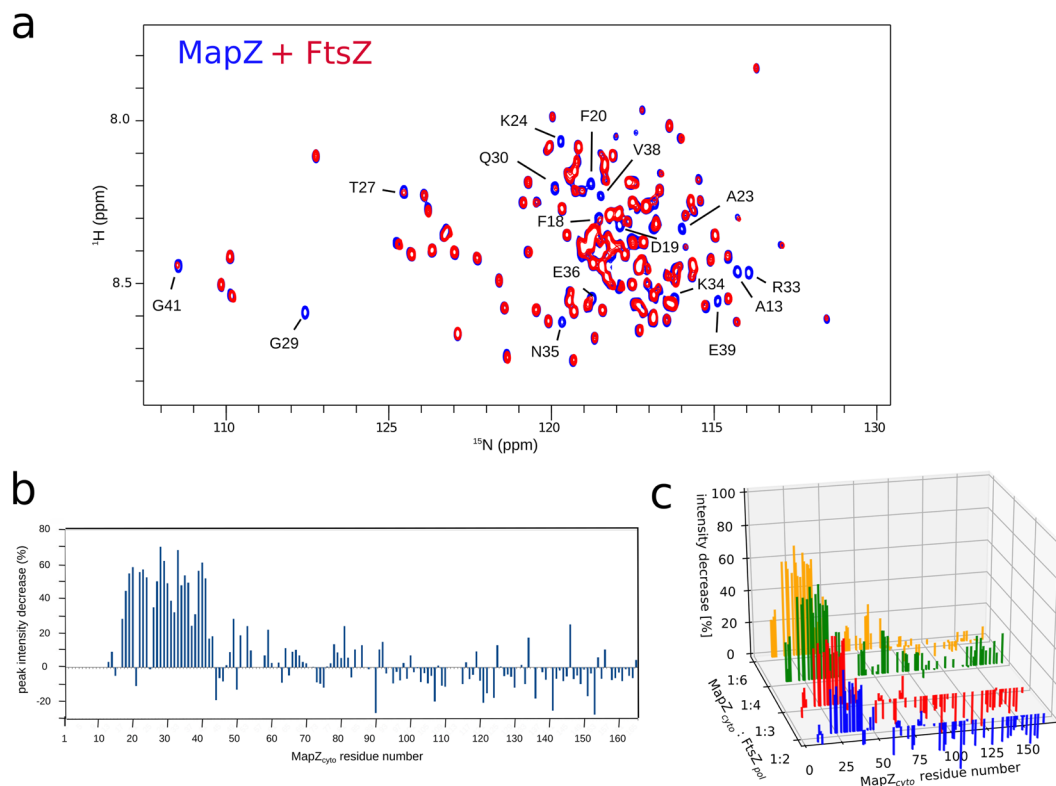 a
MapZ + FtsZ
8.0
8.5
¹H (ppm)
K24
F20
V38
Q30
T27
A23
F18
D19
E36
K34
R33
A13
G41
G29
N35
E39
110
125
120
115
130
¹⁵N (ppm)
b
80
60
40
20
0
-20
peak intensity decrease (%)
1 10 20 30 40 50 60 70 80 90 100 110 120 130 140 150 160
MapZcyto residue number
c
100
80
60
40
20
0
intensity decrease [%]
1:6
1:4
1:3
1:2
MapZcyto : FtsZpol
0 25 50 75 100 125 150
MapZcyto residue number